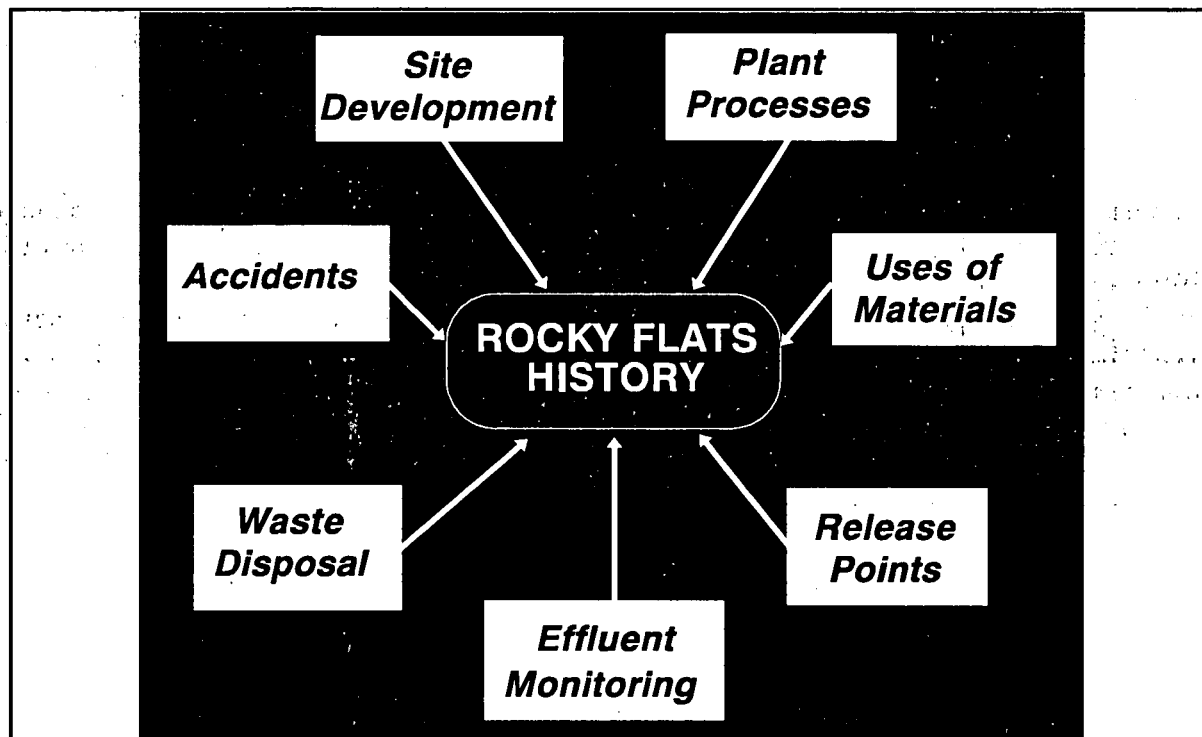 Site
Development
Plant
Processes
Accidents
Uses of
Materials
ROCKY FLATS
HISTORY
Waste
Disposal
Release
Points
Effluent
Monitoring